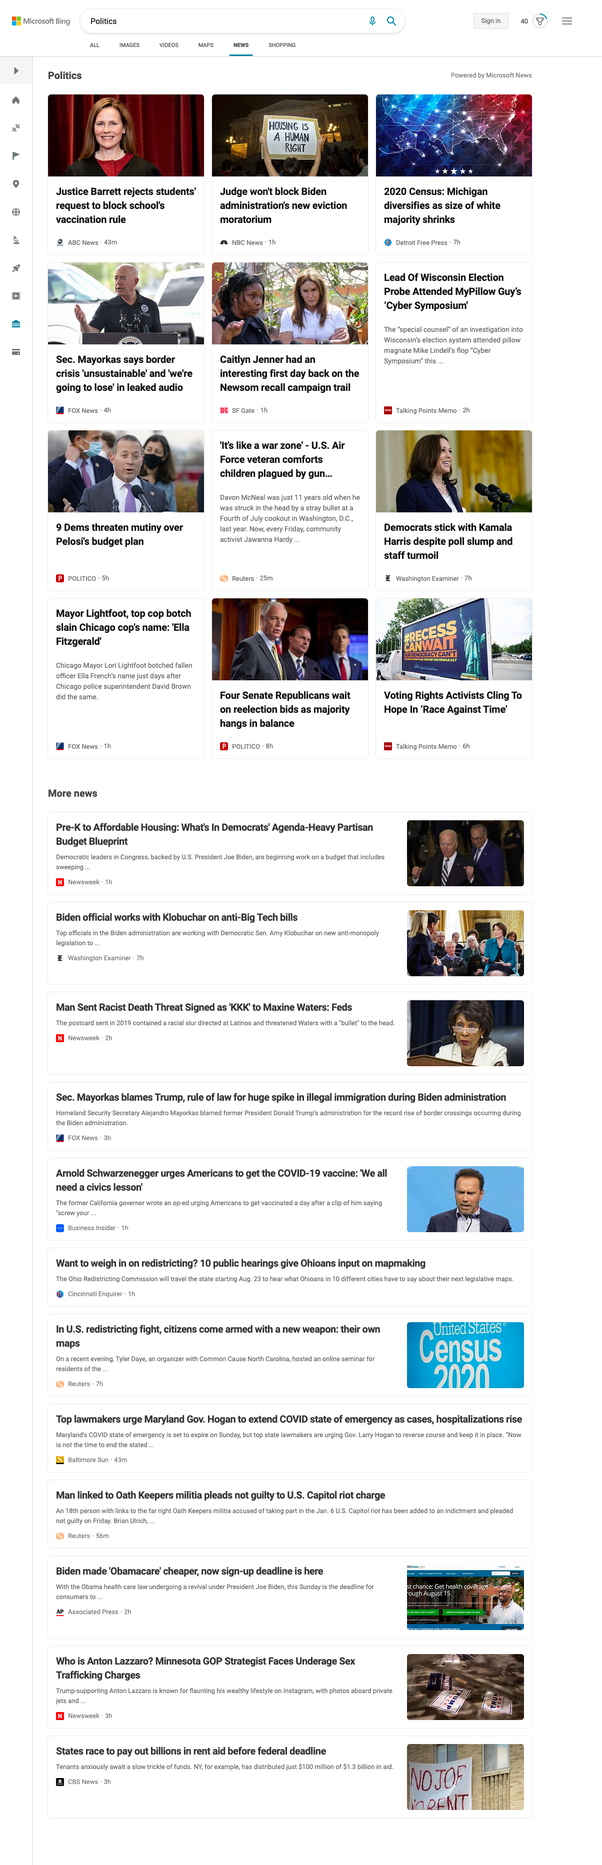 Microsoft Bing
Politics
Sign in
40
ALL
IMAGES
VIDEOS
MAPS
NEWS
SHOPPING
Politics
Powered by Microsoft News
HOUSING IS
A HUMAN
RIGHT
Justice Barrett rejects students'
request to block school's
vaccination rule
ABC News · 43m
Judge won't block Biden
administration's new eviction
moratorium
NBC News · 1h
2020 Census: Michigan
diversifies as size of white
majority shrinks
Detroit Free Press · 7h
Sec. Mayorkas says border
crisis 'unsustainable' and 'we're
going to lose' in leaked audio
FOX News · 4h
Caitlyn Jenner had an
interesting first day back on the
Newsom recall campaign trail
SF Gate · 1h
Lead Of Wisconsin Election
Probe Attended MyPillow Guy's
'Cyber Symposium'
The "special counsel" of an investigation into
Wisconsin's election system attended pillow
magnate Mike Lindell's flop "Cyber
Symposium" this ...
Talking Points Memo · 2h
9 Dems threaten mutiny over
Pelosi's budget plan
POLITICO · 5h
'It's like a war zone' - U.S. Air
Force veteran comforts
children plagued by gun...
Davon McNeal was just 11 years old when he
was struck in the head by a stray bullet at a
Fourth of July cookout in Washington, D.C.,
last year. Now, every Friday, community
activist Jawanna Hardy ...
Reuters · 25m
Democrats stick with Kamala
Harris despite poll slump and
staff turmoil
Washington Examiner · 7h
Mayor Lightfoot, top cop botch
slain Chicago cop's name: 'Ella
Fitzgerald'
Chicago Mayor Lori Lightfoot botched fallen
officer Ella French's name just days after
Chicago police superintendent David Brown
did the same.
FOX News · 1h
Four Senate Republicans wait
on reelection bids as majority
hangs in balance
POLITICO · 8h
#RECESS
CAN WAIT
OUR DEMOCRACY CAN'T
Voting Rights Activists Cling To
Hope In 'Race Against Time'
Talking Points Memo · 6h
More news
Pre-K to Affordable Housing: What's In Democrats' Agenda-Heavy Partisan
Budget Blueprint
Democratic leaders in Congress, backed by U.S. President Joe Biden, are beginning work on a budget that includes
sweeping ...
Newsweek · 1h
Biden official works with Klobuchar on anti-Big Tech bills
Top officials in the Biden administration are working with Democratic Sen. Amy Klobuchar on new anti-monopoly
legislation to ...
Washington Examiner · 7h
Man Sent Racist Death Threat Signed as 'KKK' to Maxine Waters: Feds
The postcard sent in 2019 contained a racial slur directed at Latinos and threatened Waters with a "bullet" to the head.
Newsweek · 2h
Sec. Mayorkas blames Trump, rule of law for huge spike in illegal immigration during Biden administration
Homeland Security Secretary Alejandro Mayorkas blamed former President Donald Trump's administration for the record rise of border crossings occurring during
the Biden administration.
FOX News · 3h
Arnold Schwarzenegger urges Americans to get the COVID-19 vaccine: 'We all
need a civics lesson'
The former California governor wrote an op-ed urging Americans to get vaccinated a day after a clip of him saying
"screw your ...
Business Insider · 1h
Want to weigh in on redistricting? 10 public hearings give Ohioans input on mapmaking
The Ohio Redistricting Commission will travel the state starting Aug. 23 to hear what Ohioans in 10 different cities have to say about their next legislative maps.
Cincinnati Enquirer · 1h
In U.S. redistricting fight, citizens come armed with a new weapon: their own
maps
On a recent evening, Tyler Daye, an organizer with Common Cause North Carolina, hosted an online seminar for
residents of the ...
Reuters · 7h
United States
Census
2020
Top lawmakers urge Maryland Gov. Hogan to extend COVID state of emergency as cases, hospitalizations rise
Maryland's COVID state of emergency is set to expire on Sunday, but top state lawmakers are urging Gov. Larry Hogan to reverse course and keep it in place. "Now
is not the time to end the stated ...
Baltimore Sun · 43m
Man linked to Oath Keepers militia pleads not guilty to U.S. Capitol riot charge
An 18th person with links to the far right Oath Keepers militia accused of taking part in the Jan. 6 U.S. Capitol riot has been added to an indictment and pleaded
not guilty on Friday. Brian Ulrich, ...
Reuters · 56m
Biden made 'Obamacare' cheaper, now sign-up deadline is here
With the Obama health care law undergoing a revival under President Joe Biden, this Sunday is the deadline for
consumers to ...
AP Associated Press · 2h
st chance: Get health coverage
rough August 15
Who is Anton Lazzaro? Minnesota GOP Strategist Faces Underage Sex
Trafficking Charges
Trump-supporting Anton Lazzaro is known for flaunting his wealthy lifestyle on Instagram, with photos aboard private
jets and ...
Newsweek · 3h
TRUMP
States race to pay out billions in rent aid before federal deadline
Tenants anxiously await a slow trickle of funds. NY, for example, has distributed just $100 million of $1.3 billion in aid.
CBS News · 3h
NO JOB
RENT